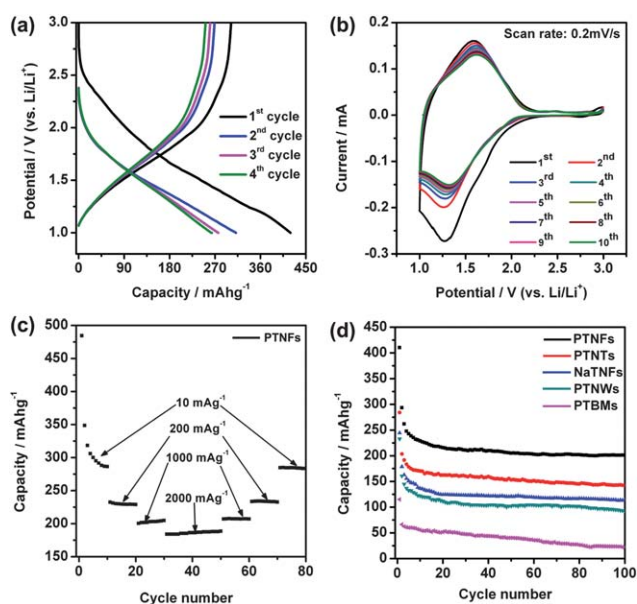 (a)
Potential / V (vs. Li/Li⁺)
3.0
2.5
2.0
1.5
1.0
1ˢᵗ cycle
2ⁿᵈ cycle
3ʳᵈ cycle
4ᵗʰ cycle
0 90 180 270 360 450
Capacity / mAhg⁻¹
(b)
Scan rate: 0.2mV/s
Current / mA
0.2
0.1
0.0
-0.1
-0.2
0.3
1ˢᵗ 2ⁿᵈ
3ʳᵈ 4ᵗʰ
5ᵗʰ 6ᵗʰ
7ᵗʰ 8ᵗʰ
9ᵗʰ 10ᵗʰ
1.0 1.5 2.0 2.5 3.0
Potential / V (vs. Li/Li⁺)
(c)
PTNFs
Capacity / mAhg⁻¹
500
450
400
350
300
250
200
150
10 mAg⁻¹
200 mAg⁻¹
1000 mAg⁻¹
2000 mAg⁻¹
0 20 40 60 80
Cycle number
(d)
PTNFs
PTNTs
NaTNFs
PTNWs
PTBMs
Capacity / mAhg⁻¹
450
400
350
300
250
200
150
100
50
0
0 20 40 60 80 100
Cycle number